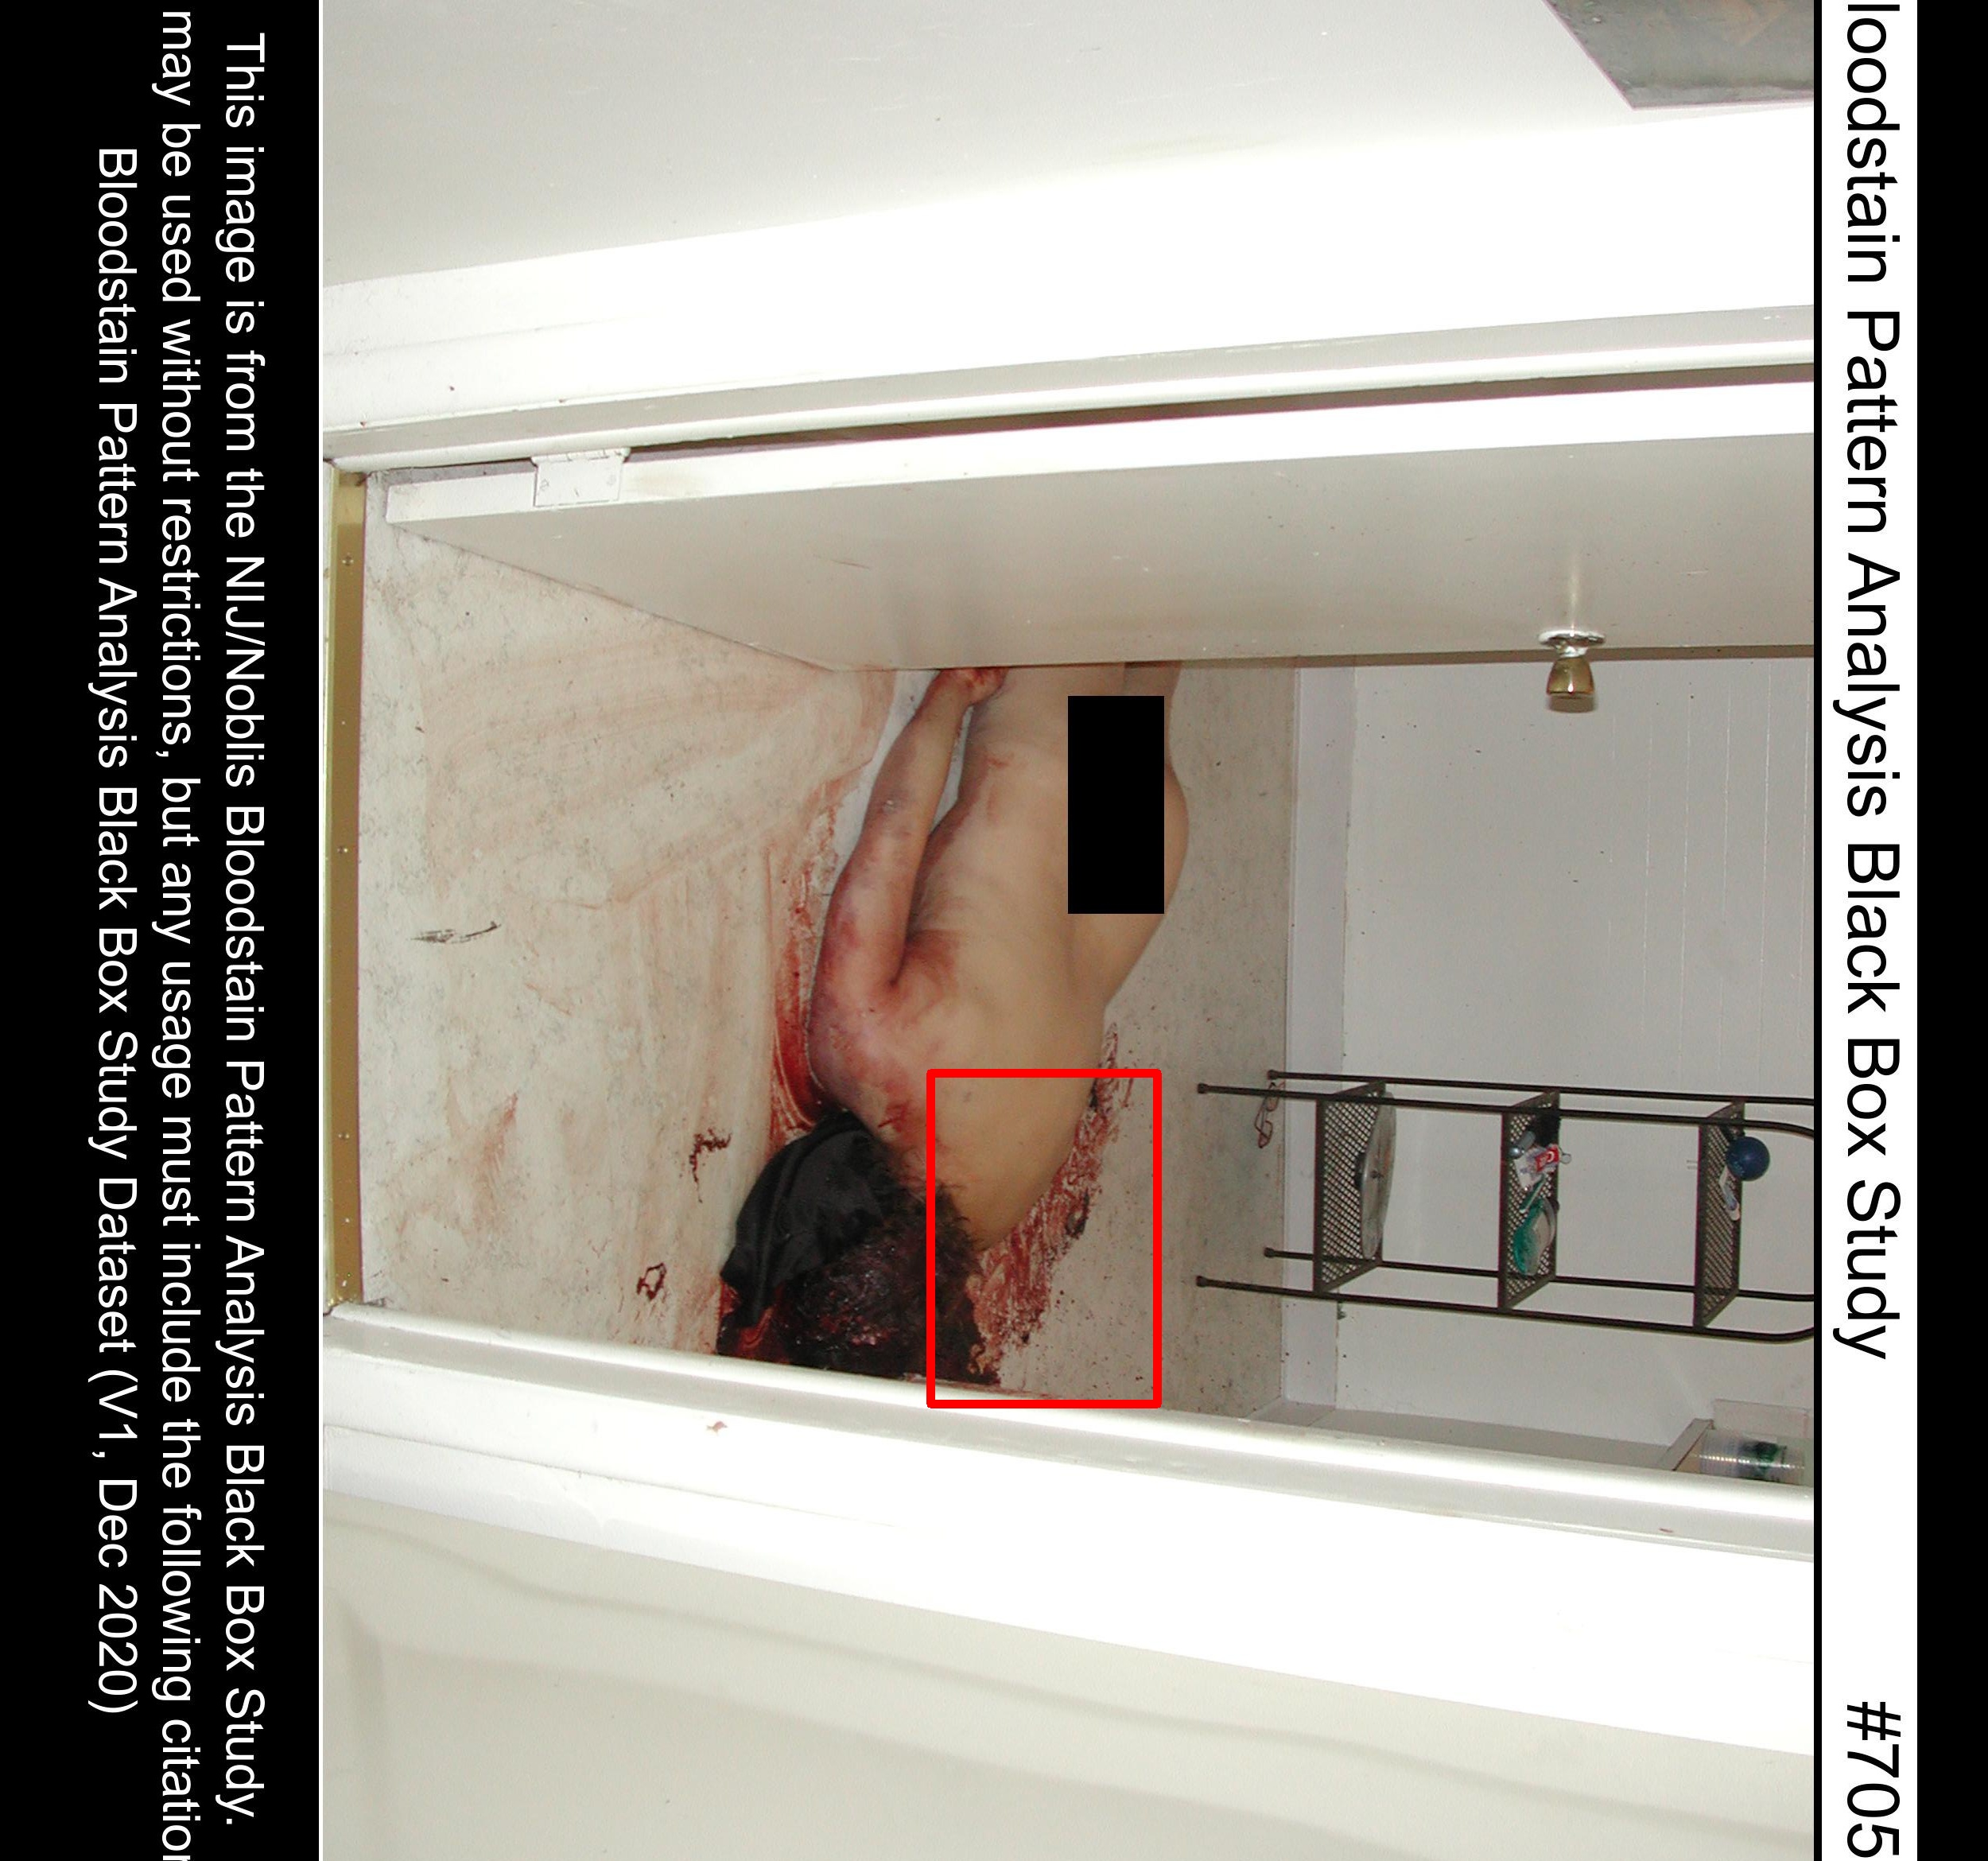 loodstain Pattern Analysis Black Box Study #705
This image is from the NIJ/Noblis Bloodstain Pattern Analysis Black Box Study.
may be used without restrictions, but any usage must include the following citation
Bloodstain Pattern Analysis Black Box Study Dataset (V1, Dec 2020)